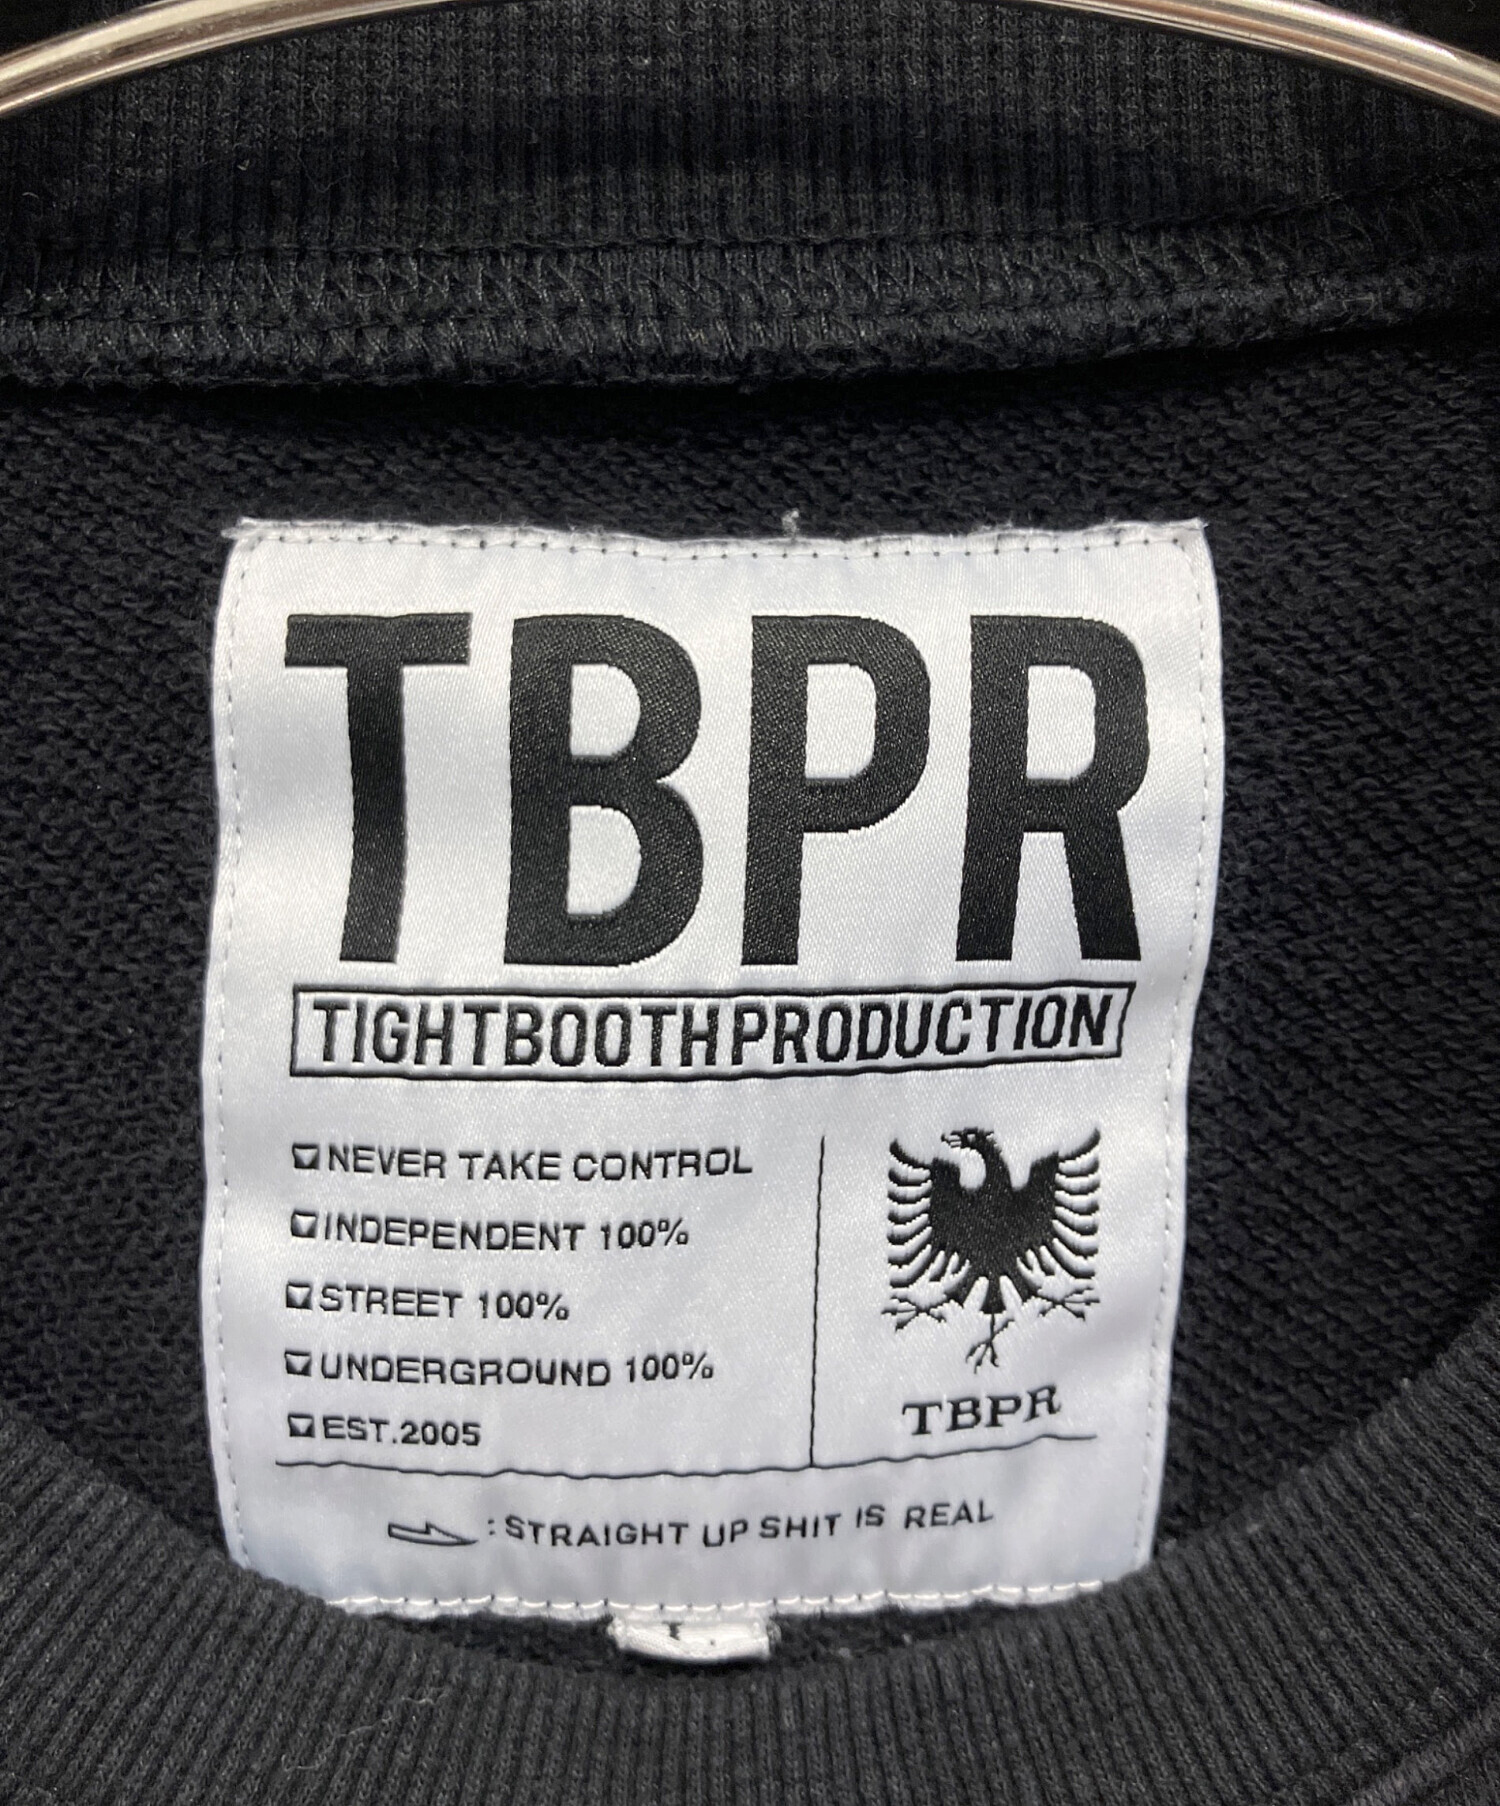 TBPR
TIGHTBOOTHPRODUCTION
NEVER TAKE CONTROL
INDEPENDENT 100%
STREET 100%
UNDERGROUND 100%
EST.2005
TBPR
:STRAIGHT UP SHIT IS REAL